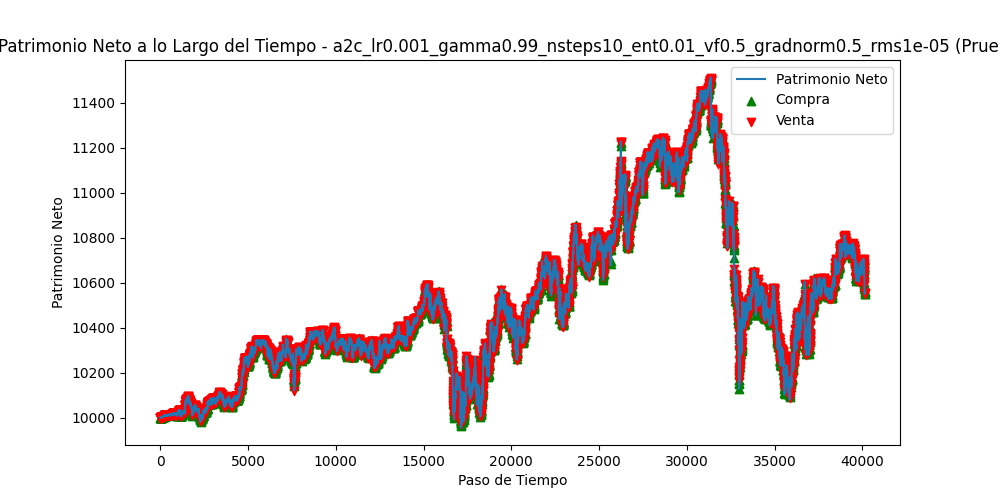 Patrimonio Neto a lo Largo del Tiempo - a2c_lr0.001_gamma0.99_nsteps10_ent0.01_vf0.5_gradnorm0.5_rms1e-05 (Prue
Patrimonio Neto
Compra
Venta
11400
11200
11000
10800
10600
10400
10200
10000
Patrimonio Neto
0 5000 10000 15000 20000 25000 30000 35000 40000
Paso de Tiempo